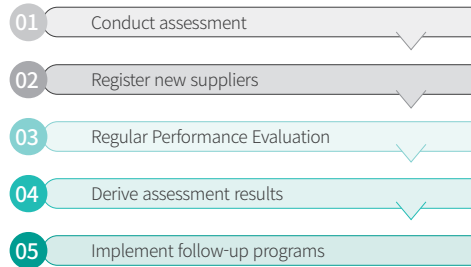 01 Conduct assessment
02 Register new suppliers
03 Regular Performance Evaluation
04 Derive assessment results
05 Implement follow-up programs